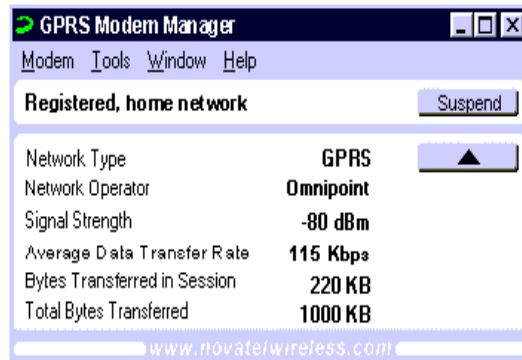 GPRS Modem Manager
Modem Tools Window Help
Registered, home network Suspend
Network Type GPRS
Network Operator Omnipoint
Signal Strength -80 dBm
Average Data Transfer Rate 115 Kbps
Bytes Transferred in Session 220 KB
Total Bytes Transferred 1000 KB
www.novatelwireless.com